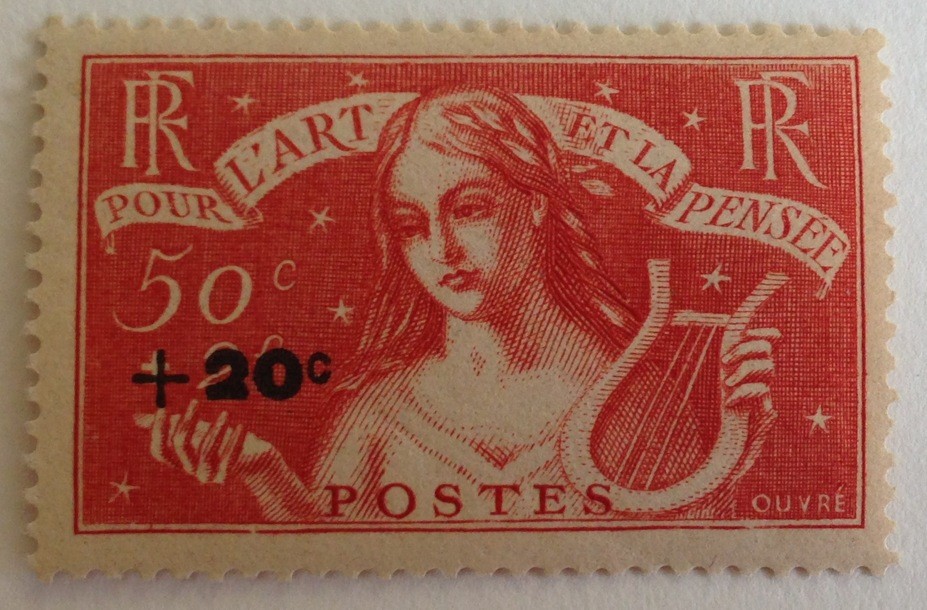 RF
RF
POUR L'ART ET LA PENSÉE
50c
+20c
POSTES
OUVRÉ